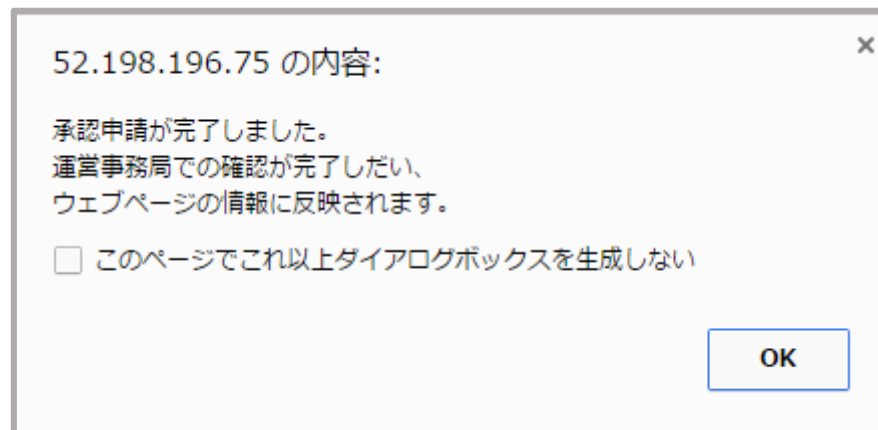 52.198.196.75 の内容:
×
承認申請が完了しました。
運営事務局での確認が完了しだい、
ウェブページの情報に反映されます。
このページでこれ以上ダイアログボックスを生成しない
OK